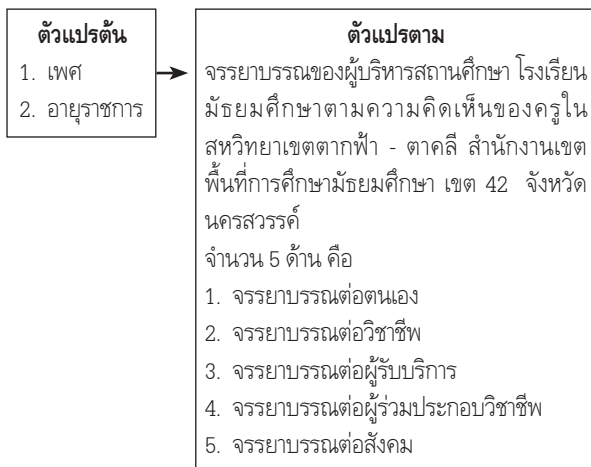 ตัวแปรต้น
1. เพศ
2. อายุราชการ
ตัวแปรตาม
จรรยาบรรณของผู้บริหารสถานศึกษา โรงเรียน
มัธยมศึกษาตามความคิดเห็นของครูใน
สหวิทยาเขตตากฟ้า - ตาคลี สำนักงานเขต
พื้นที่การศึกษามัธยมศึกษา เขต 42 จังหวัด
นครสวรรค์
จำนวน 5 ด้าน คือ
1. จรรยาบรรณต่อตนเอง
2. จรรยาบรรณต่อวิชาชีพ
3. จรรยาบรรณต่อผู้รับบริการ
4. จรรยาบรรณต่อผู้ร่วมประกอบวิชาชีพ
5. จรรยาบรรณต่อสังคม